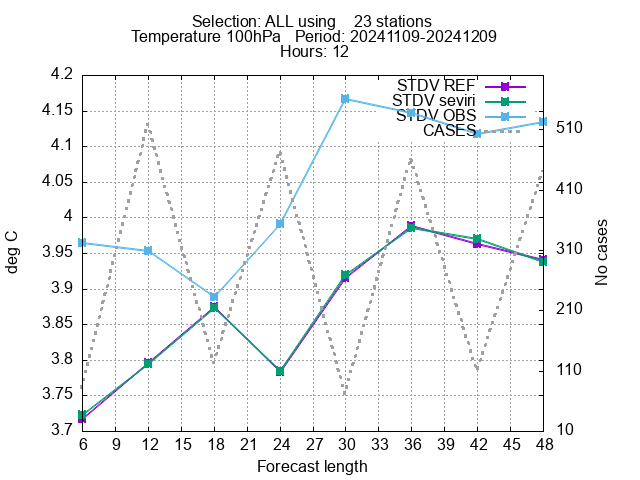 Selection: ALL using    23 stations
Temperature 100hPa   Period: 20241109-20241209
Hours: 12
STDV REF
STDV seviri
STDV OBS
CASES
4.2
4.15
4.1
4.05
4
3.95
3.9
3.85
3.8
3.75
3.7
deg C
510
410
310
210
110
10
No cases
6 9 12 15 18 21 24 27 30 33 36 39 42 45 48
Forecast length